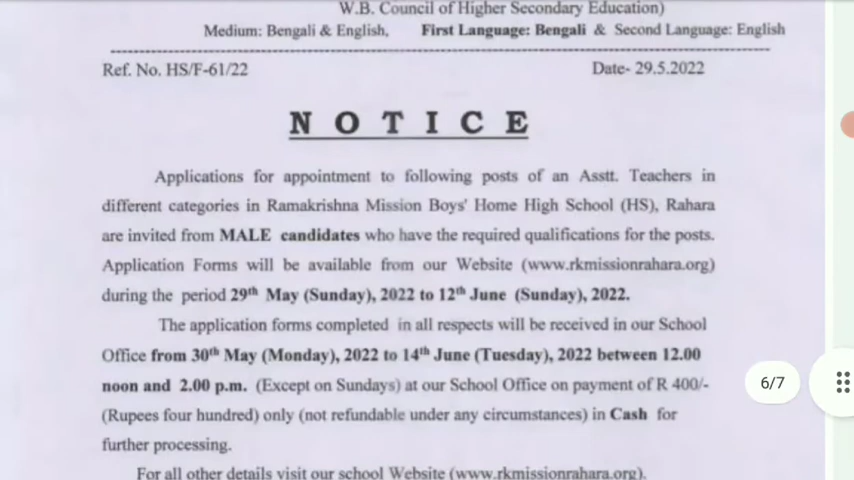 W.B. Council of Higher Secondary Education)
Medium: Bengali & English, First Language: Bengali & Second Language: English
Ref. No. HS/F-61/22 Date- 29.5.2022
NOTICE
Applications for appointment to following posts of an Asstt. Teachers in
different categories in Ramakrishna Mission Boys' Home High School (HS), Rahara
are invited from MALE candidates who have the required qualifications for the posts.
Application Forms will be available from our Website (www.rkmissionrahara.org)
during the period 29th May (Sunday), 2022 to 12th June (Sunday), 2022.
The application forms completed in all respects will be received in our School
Office from 30th May (Monday), 2022 to 14th June (Tuesday), 2022 between 12.00
noon and 2.00 p.m. (Except on Sundays) at our School Office on payment of R 400/-
(Rupees four hundred) only (not refundable under any circumstances) in Cash for
further processing.
For all other details visit our school Website (www.rkmissionrahara.org).
6/7